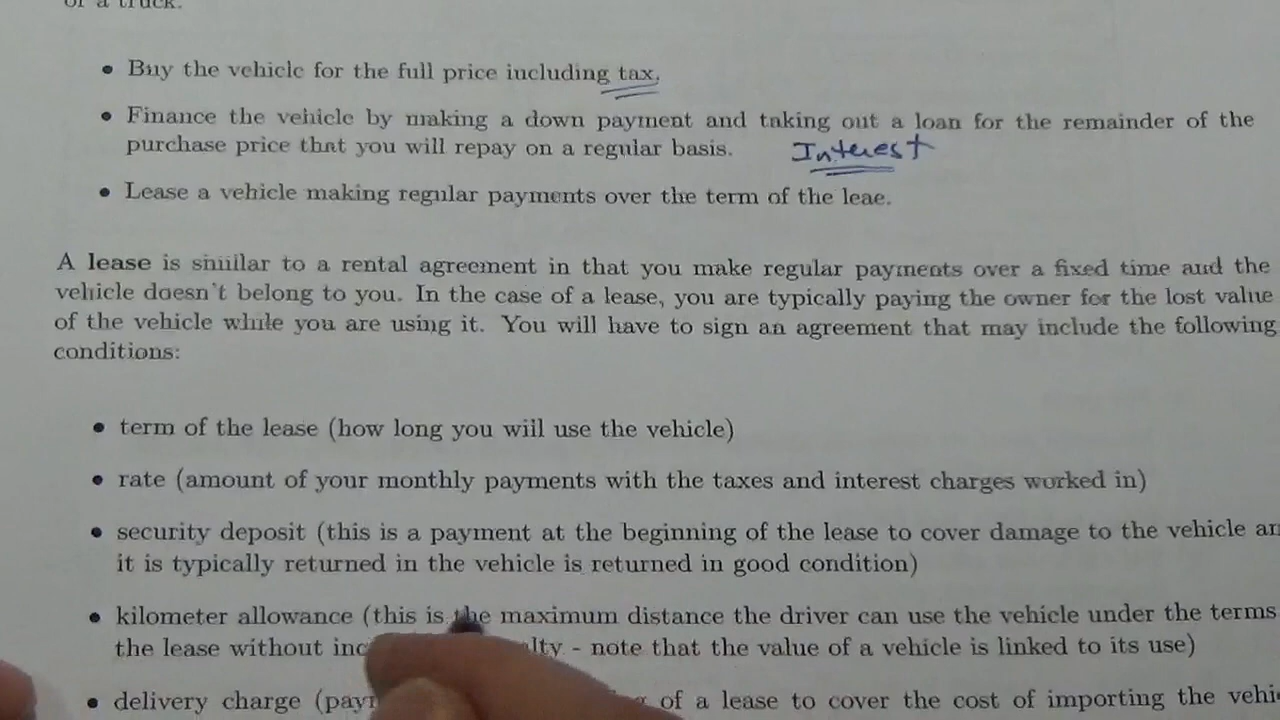 of a truck.
• Buy the vehicle for the full price including tax.
• Finance the vehicle by making a down payment and taking out a loan for the remainder of the
purchase price that you will repay on a regular basis. Interest
• Lease a vehicle making regular payments over the term of the leae.
A lease is similar to a rental agreement in that you make regular payments over a fixed time and the
vehicle doesn't belong to you. In the case of a lease, you are typically paying the owner for the lost value
of the vehicle while you are using it. You will have to sign an agreement that may include the following
conditions:
• term of the lease (how long you will use the vehicle)
• rate (amount of your monthly payments with the taxes and interest charges worked in)
• security deposit (this is a payment at the beginning of the lease to cover damage to the vehicle an
it is typically returned in the vehicle is returned in good condition)
• kilometer allowance (this is the maximum distance the driver can use the vehicle under the terms
the lease without inc lty - note that the value of a vehicle is linked to its use)
• delivery charge (pay of a lease to cover the cost of importing the vehi